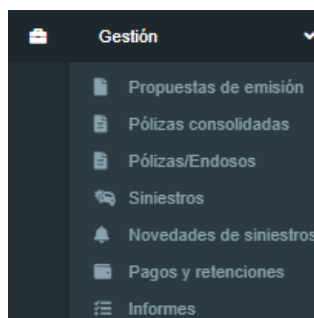 Gestión
Propuestas de emisión
Pólizas consolidadas
Pólizas/Endosos
Siniestros
Novedades de siniestros
Pagos y retenciones
Informes